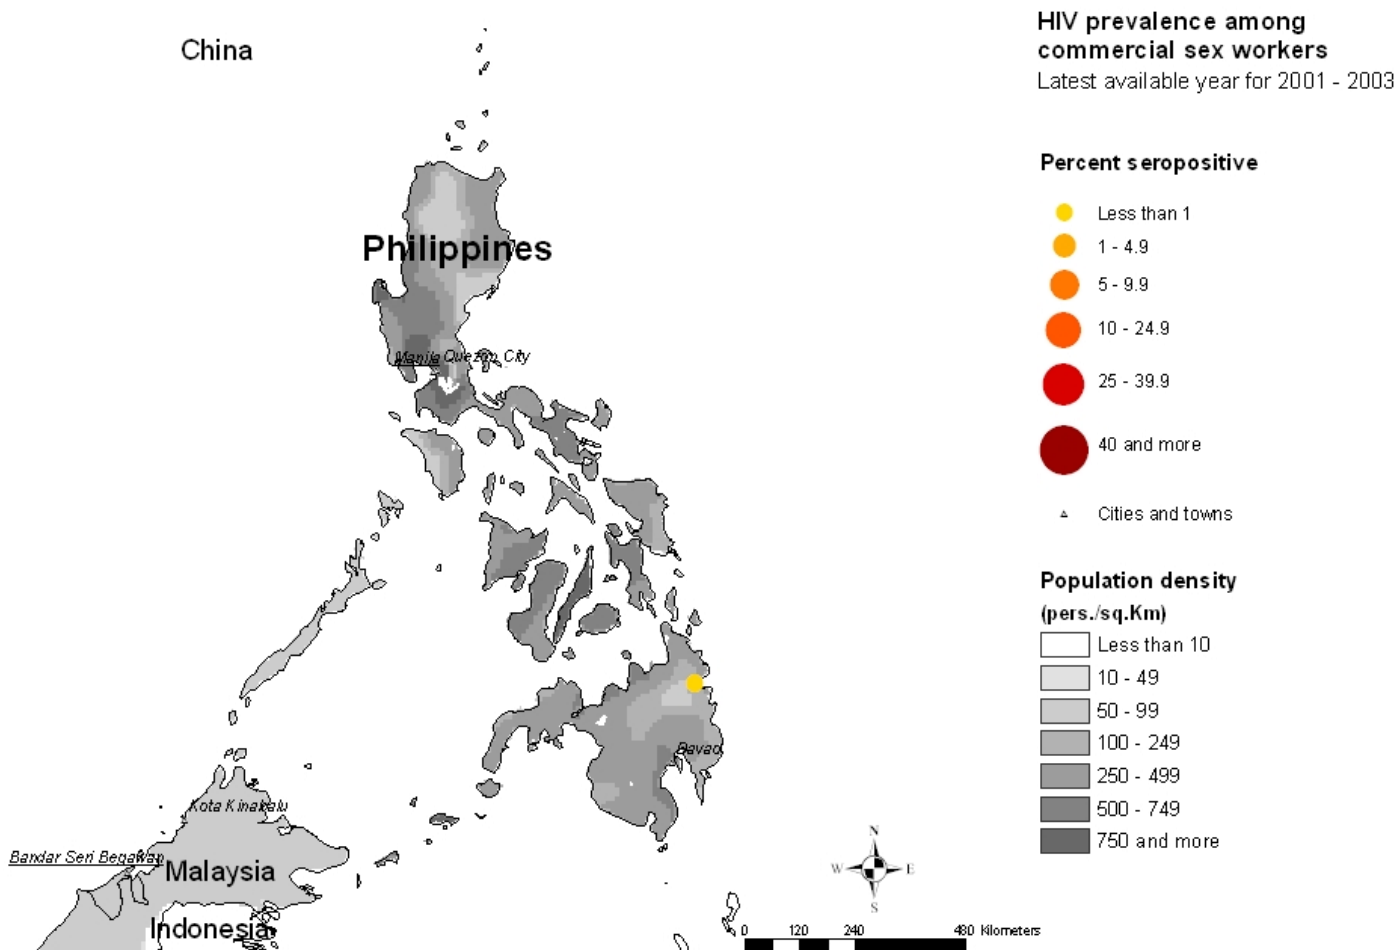 China
HIV prevalence among
commercial sex workers
Latest available year for 2001 - 2003
Percent seropositive
Less than 1
1 - 4.9
5 - 9.9
10 - 24.9
25 - 39.9
40 and more
Cities and towns
Population density
(pers./sq.Km)
Less than 10
10 - 49
50 - 99
100 - 249
250 - 499
500 - 749
750 and more
Philippines
Manila Quezon City
Davao
Kota Kinabalu
Bandar Seri Begawan
Malaysia
Indonesia
N
W E
S
0 120 240 480 Kilometers